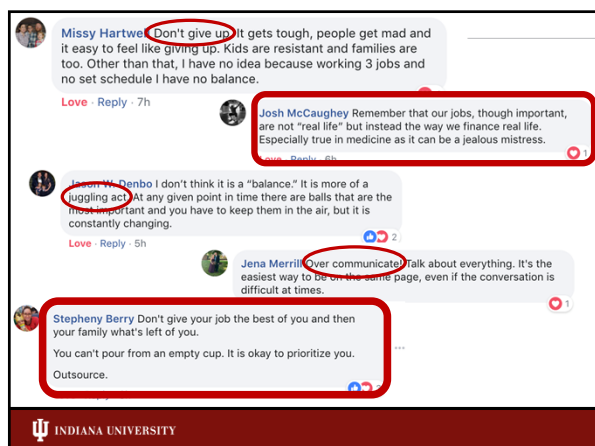 Missy Hartwell Don't give up. It gets tough, people get mad and
it easy to feel like giving up. Kids are resistant and families are
too. Other than that, I have no idea because working 3 jobs and
no set schedule I have no balance.
Love · Reply · 7h
Josh McCaughey Remember that our jobs, though important,
are not “real life” but instead the way we finance real life.
Especially true in medicine as it can be a jealous mistress.
Love Reply 6h
1
Jason W. Denbo I don't think it is a “balance.” It is more of a
juggling act. At any given point in time there are balls that are the
most important and you have to keep them in the air, but it is
constantly changing.
2
Love · Reply · 5h
Jena Merrill Over communicate! Talk about everything. It's the
easiest way to be on the same page, even if the conversation is
difficult at times.
1
Stepheny Berry Don't give your job the best of you and then
your family what's left of you.
You can't pour from an empty cup. It is okay to prioritize you.
Outsource.
INDIANA UNIVERSITY